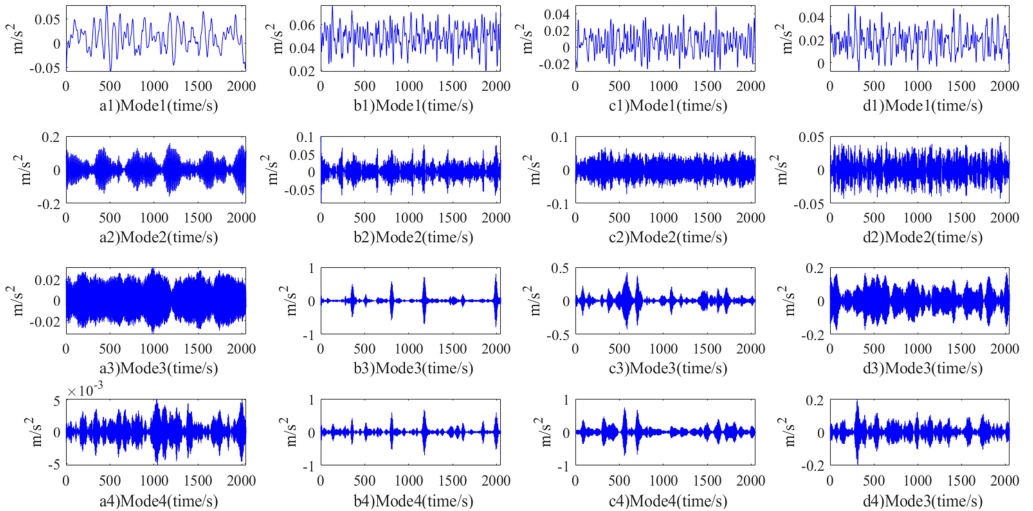 m/s²
0.05
0
-0.05
0 500 1000 1500 2000
a1)Mode1(time/s)
m/s²
0.06
0.04
0.02
0 500 1000 1500 2000
b1)Mode1(time/s)
m/s²
0.04
0.02
0
-0.02
0 500 1000 1500 2000
c1)Mode1(time/s)
m/s²
0.04
0.02
0
0 500 1000 1500 2000
d1)Mode1(time/s)
m/s²
0.2
0
-0.2
0 500 1000 1500 2000
a2)Mode2(time/s)
m/s²
0.1
0.05
0
-0.05
0 500 1000 1500 2000
b2)Mode2(time/s)
m/s²
0.1
0
-0.1
0 500 1000 1500 2000
c2)Mode2(time/s)
m/s²
0.05
0
-0.05
0 500 1000 1500 2000
d2)Mode2(time/s)
m/s²
0.02
0
-0.02
0 500 1000 1500 2000
a3)Mode3(time/s)
m/s²
1
0
-1
0 500 1000 1500 2000
b3)Mode3(time/s)
m/s²
0.5
0
-0.5
0 500 1000 1500 2000
c3)Mode3(time/s)
m/s²
0.2
0
-0.2
0 500 1000 1500 2000
d3)Mode3(time/s)
×10⁻³
m/s²
5
0
-5
0 500 1000 1500 2000
a4)Mode4(time/s)
m/s²
1
0
-1
0 500 1000 1500 2000
b4)Mode4(time/s)
m/s²
1
0
-1
0 500 1000 1500 2000
c4)Mode4(time/s)
m/s²
0.2
0
-0.2
0 500 1000 1500 2000
d4)Mode3(time/s)